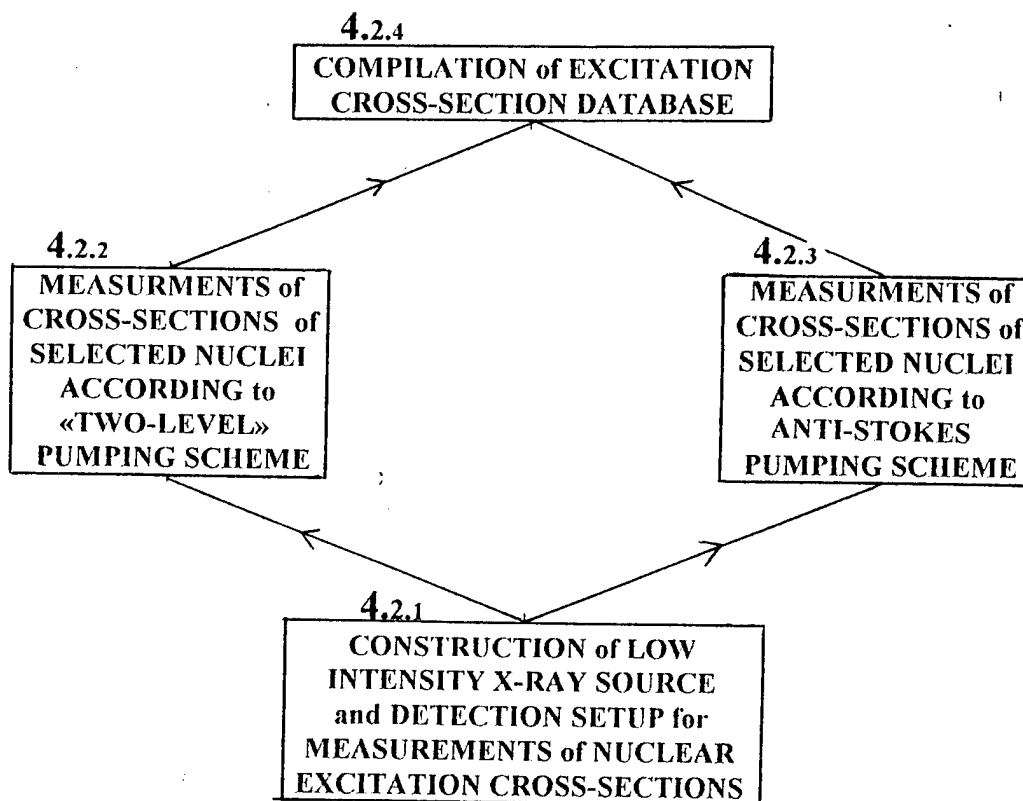 4.2.4
COMPILATION of EXCITATION
CROSS-SECTION DATABASE
4.2.2
MEASURMENTS of
CROSS-SECTIONS of
SELECTED NUCLEI
ACCORDING to
«TWO-LEVEL»
PUMPING SCHEME
4.2.3
MEASURMENTS of
CROSS-SECTIONS of
SELECTED NUCLEI
ACCORDING to
ANTI-STOKES
PUMPING SCHEME
4.2.1
CONSTRUCTION of LOW
INTENSITY X-RAY SOURCE
and DETECTION SETUP for
MEASUREMENTS of NUCLEAR
EXCITATION CROSS-SECTIONS